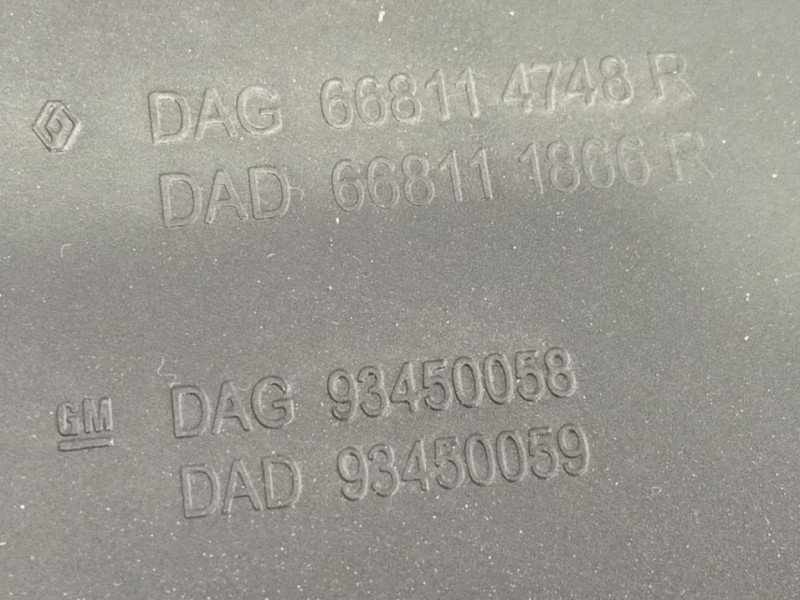 DAG 66811 4748 R
DAD 66811 1866 R
GM DAG 93450058
DAD 93450059